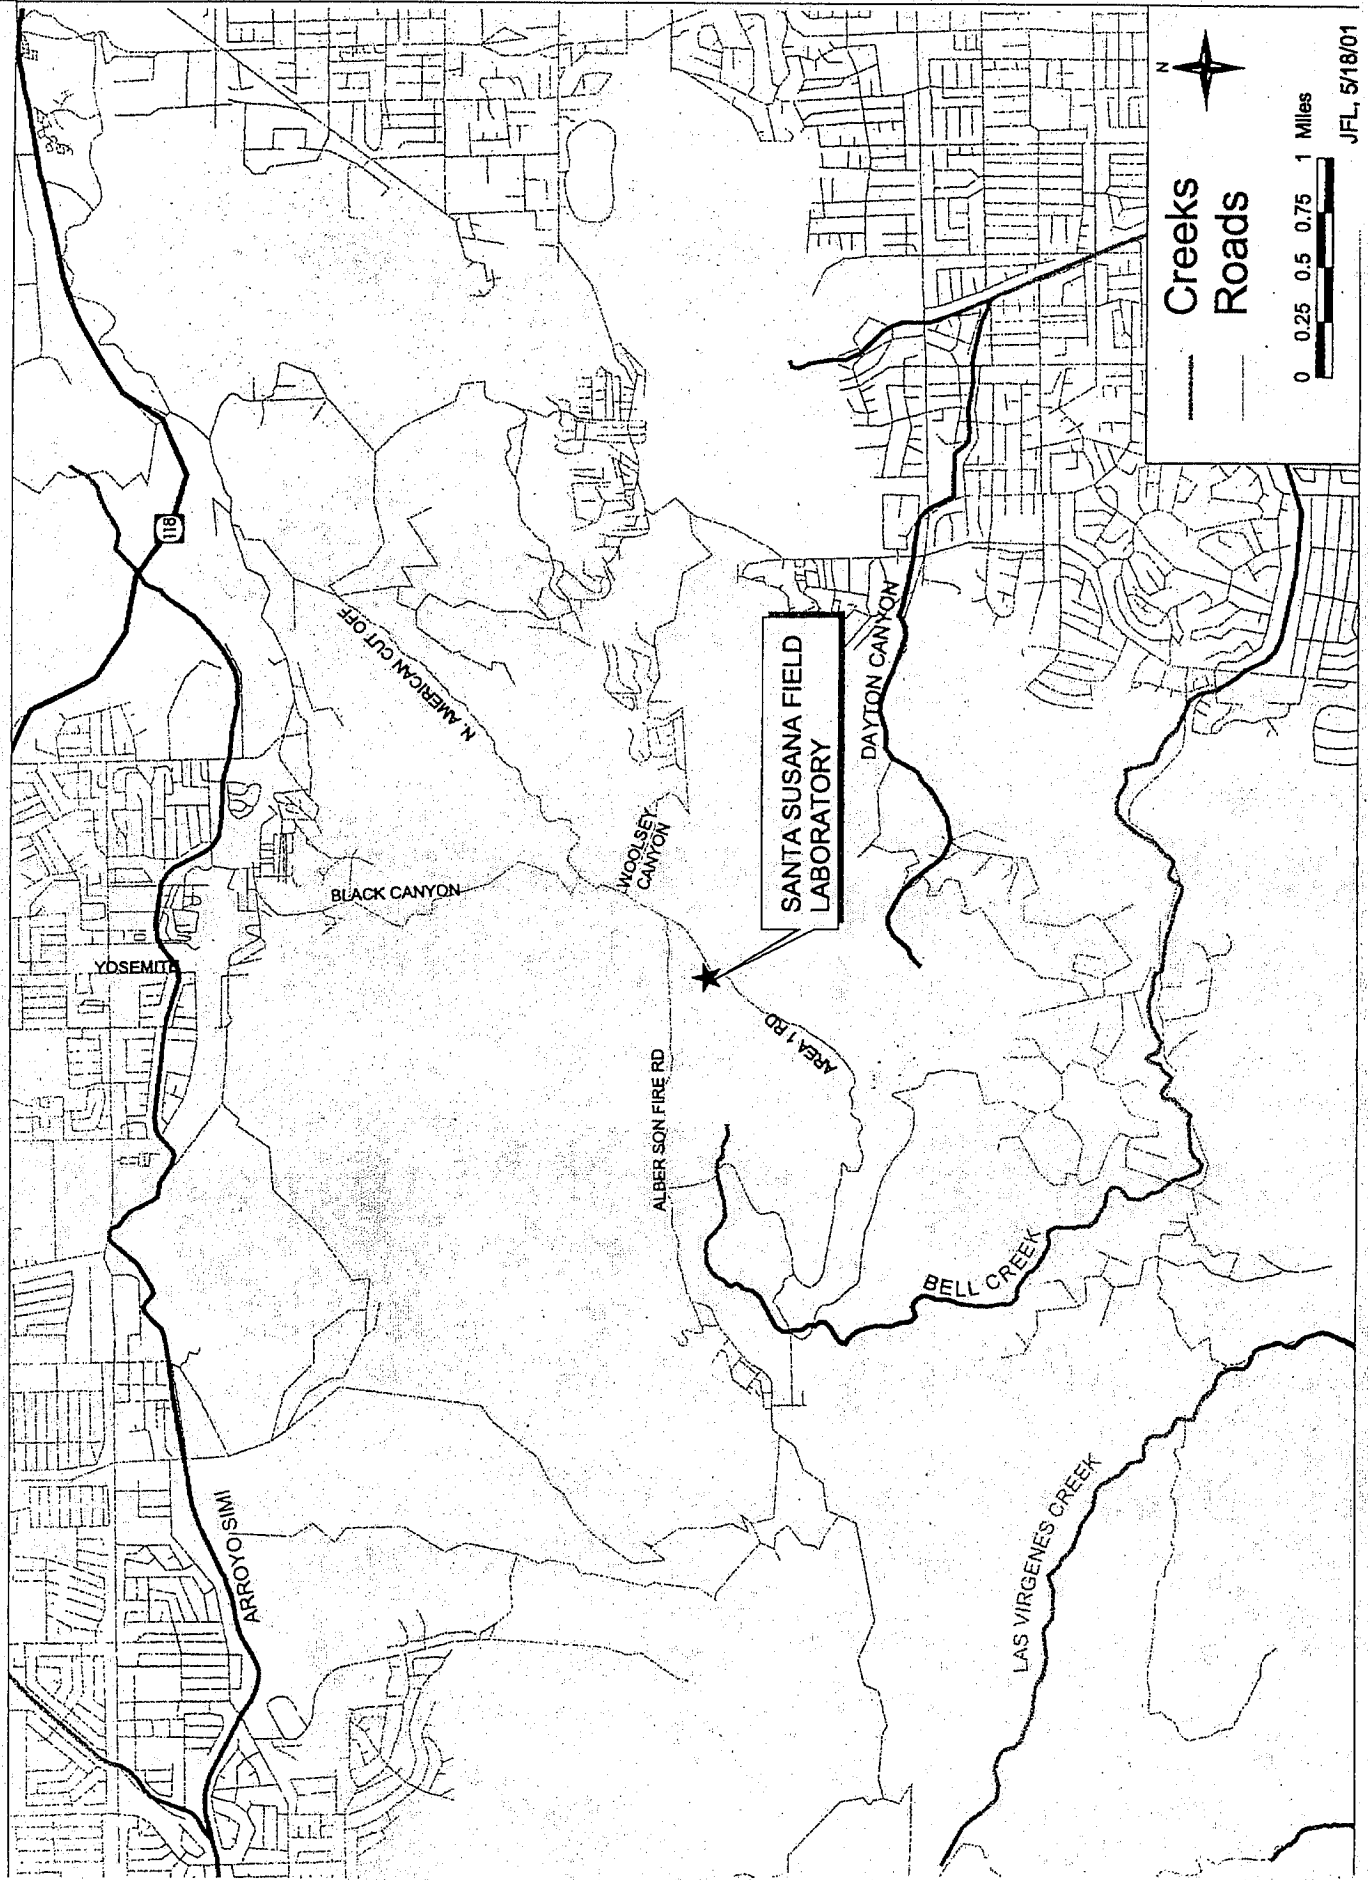 118
N. AMERICAN CUT OFF
YOSEMITE
BLACK CANYON
WOOLSEY
CANYON
ARROYO SIMI
ALBER SON FIRE RD
SANTA SUSANA FIELD
LABORATORY
AREA 1 RD
DAYTON CANYON
BELL CREEK
LAS VIRGENES CREEK
N
Creeks
Roads
0 0.25 0.5 0.75 1 Miles
JFL, 5/18/01